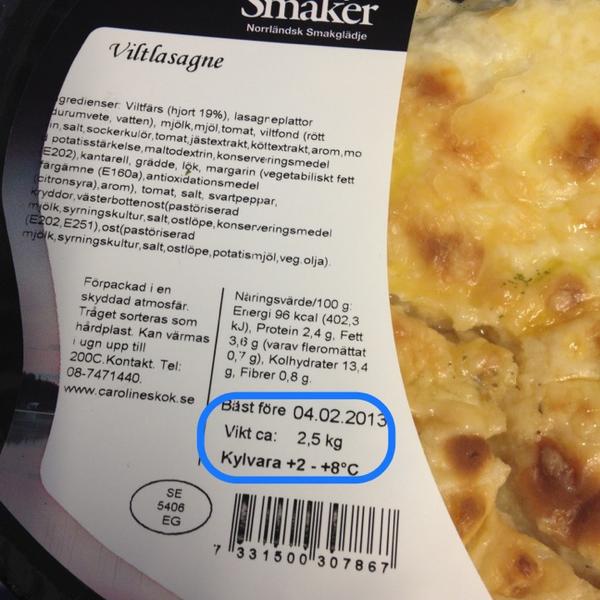 Smaker
Norrländsk Smakglädje
Viltlasagne
gredienser: Viltfärs (hjort 19%), lasagneplattor
durumvete, vatten), mjölk,mjöl,tomat, viltfond (rött
in,salt,sockerkulör,tomat,jästextrakt,köttextrakt,arom,mo
potatisstärkelse,maltodextrin,konserveringsmedel
E202),kantarell, grädde, lök, margarin (vegetabiliskt fett
färgämne (E160a),antioxidationsmedel
citronsyra),arom), tomat, salt, svartpeppar,
kryddor,västerbottenost(pastöriserad
mjölk,syrningskultur,salt,ostlöpe,konserveringsmedel
(E202,E251),ost(pastöriserad
mjölk,syrningskultur,salt,ostlöpe,potatismjöl,veg.olja).
Förpackad i en
skyddad atmosfär.
Tråget sorteras som
hårdplast. Kan värmas
i ugn upp till
200C.Kontakt. Tel:
08-7471440.
www.carolineskok.se
Näringsvärde/100 g:
Energi 96 kcal (402,3
kJ), Protein 2,4 g, Fett
3,6 g (varav fleromättat
0,7 g), Kolhydrater 13,4
g, Fibrer 0,8 g.
Bäst före 04.02.2013
Vikt ca: 2,5 kg
Kylvara +2 - +8°C
SE
5406
EG
7 331500 307867